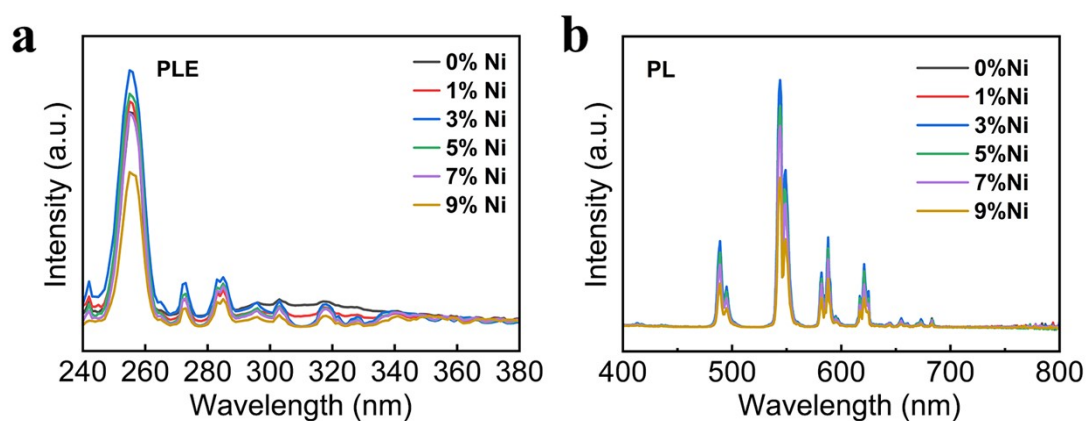 a
PLE
0% Ni
1% Ni
3% Ni
5% Ni
7% Ni
9% Ni
Intensity (a.u.)
240 260 280 300 320 340 360 380
Wavelength (nm)
b
PL
0%Ni
1%Ni
3%Ni
5%Ni
7%Ni
9%Ni
Intensity (a.u.)
400 500 600 700 800
Wavelength (nm)